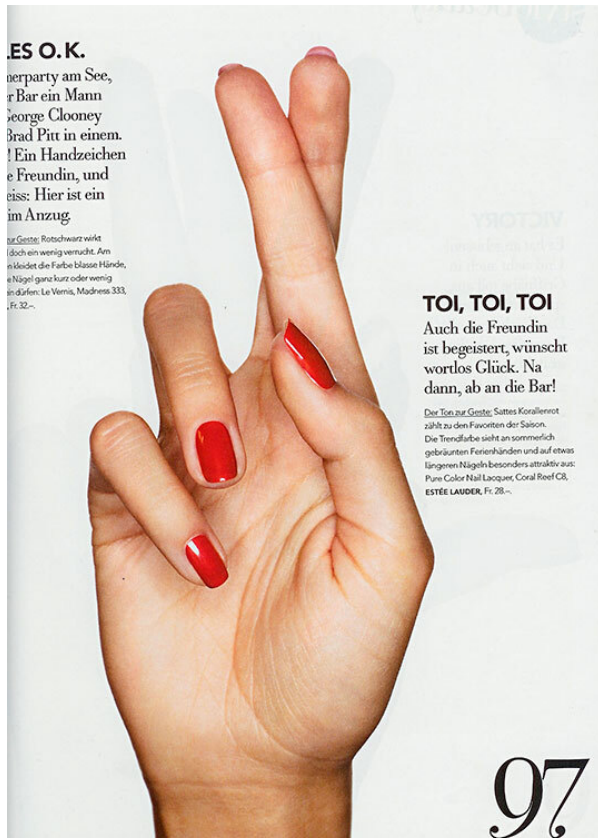 LES O. K.
nerparty am See,
r Bar ein Mann
George Clooney
Brad Pitt in einem.
! Ein Handzeichen
e Freundin, und
eiss: Hier ist ein
im Anzug.
zur Geste: Rotschwarz wirkt
doch ein wenig verrucht. Am
n kleidet die Farbe blasse Hände,
e Nägel ganz kurz oder wenig
in dürfen: Le Vernis, Madness 333,
, Fr. 32.–.
TOI, TOI, TOI
Auch die Freundin
ist begeistert, wünscht
wortlos Glück. Na
dann, ab an die Bar!
Der Ton zur Geste: Sattes Korallenrot
zählt zu den Favoriten der Saison.
Die Trendfarbe sieht an sommerlich
gebräunten Ferienhänden und auf etwas
längeren Nägeln besonders attraktiv aus:
Pure Color Nail Lacquer, Coral Reef C8,
ESTÉE LAUDER, Fr. 28.–.
97